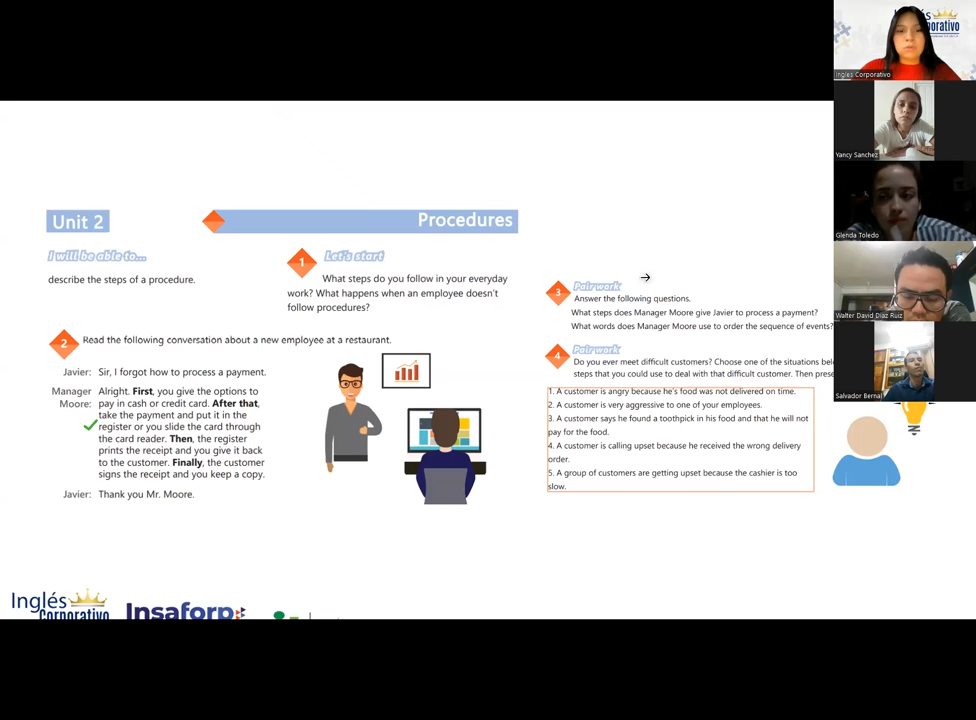 Unit 2
Procedures
I will be able to...
describe the steps of a procedure.
1
Let's start
What steps do you follow in your everyday
work? What happens when an employee doesn't
follow procedures?
2
Read the following conversation about a new employee at a restaurant.
Javier: Sir, I forgot how to process a payment.
Manager Alright. First, you give the options to
Moore: pay in cash or credit card. After that,
take the payment and put it in the
register or you slide the card through
the card reader. Then, the register
prints the receipt and you give it back
to the customer. Finally, the customer
signs the receipt and you keep a copy.
Javier: Thank you Mr. Moore.
3
Pair work
Answer the following questions.
What steps does Manager Moore give Javier to process a payment?
What words does Manager Moore use to order the sequence of events?
4
Pair work
Do you ever meet difficult customers? Choose one of the situations
steps that you could use to deal with that difficult customer. Then
1. A customer is angry because he's food was not delivered on time.
2. A customer is very aggressive to one of your employees.
3. A customer says he found a toothpick in his food and that he will not
pay for the food.
4. A customer is calling upset because he received the wrong delivery
order.
5. A group of customers are getting upset because the cashier is too
slow.
Inglés
Corporativo
Insaforp
Inglés Corporativo
Yancy Sanchez
Glenda Toledo
Walter David Diaz Ruiz
Salvador Bernal